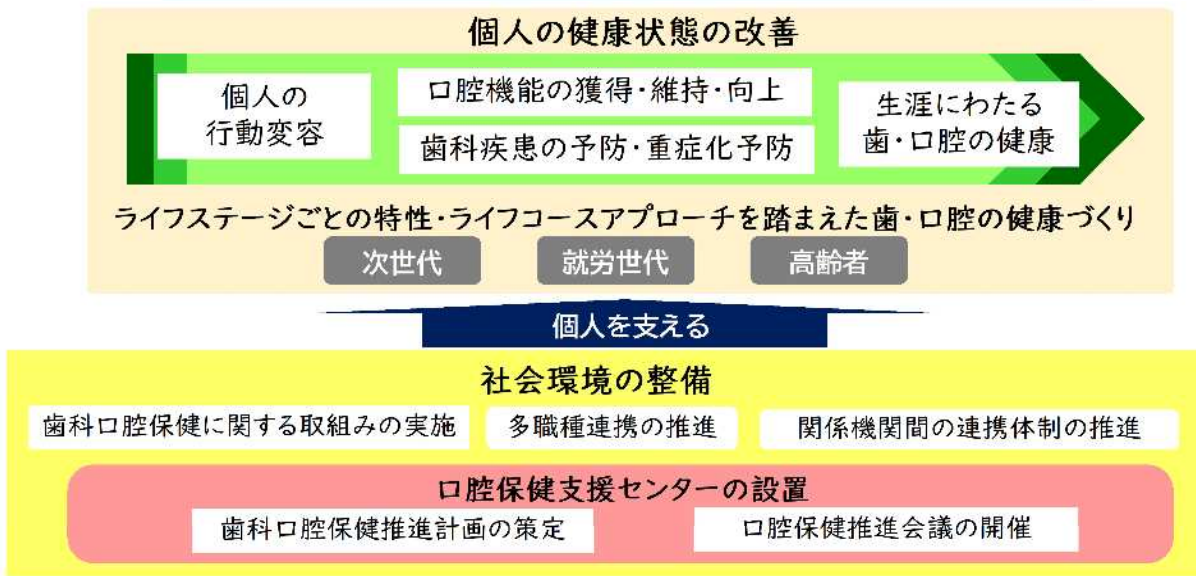 個人の健康状態の改善
個人の
行動変容
口腔機能の獲得・維持・向上
歯科疾患の予防・重症化予防
生涯にわたる
歯・口腔の健康
ライフステージごとの特性・ライフコースアプローチを踏まえた歯・口腔の健康づくり
次世代
就労世代
高齢者
個人を支える
社会環境の整備
歯科口腔保健に関する取組みの実施
多職種連携の推進
関係機関間の連携体制の推進
口腔保健支援センターの設置
歯科口腔保健推進計画の策定
口腔保健推進会議の開催